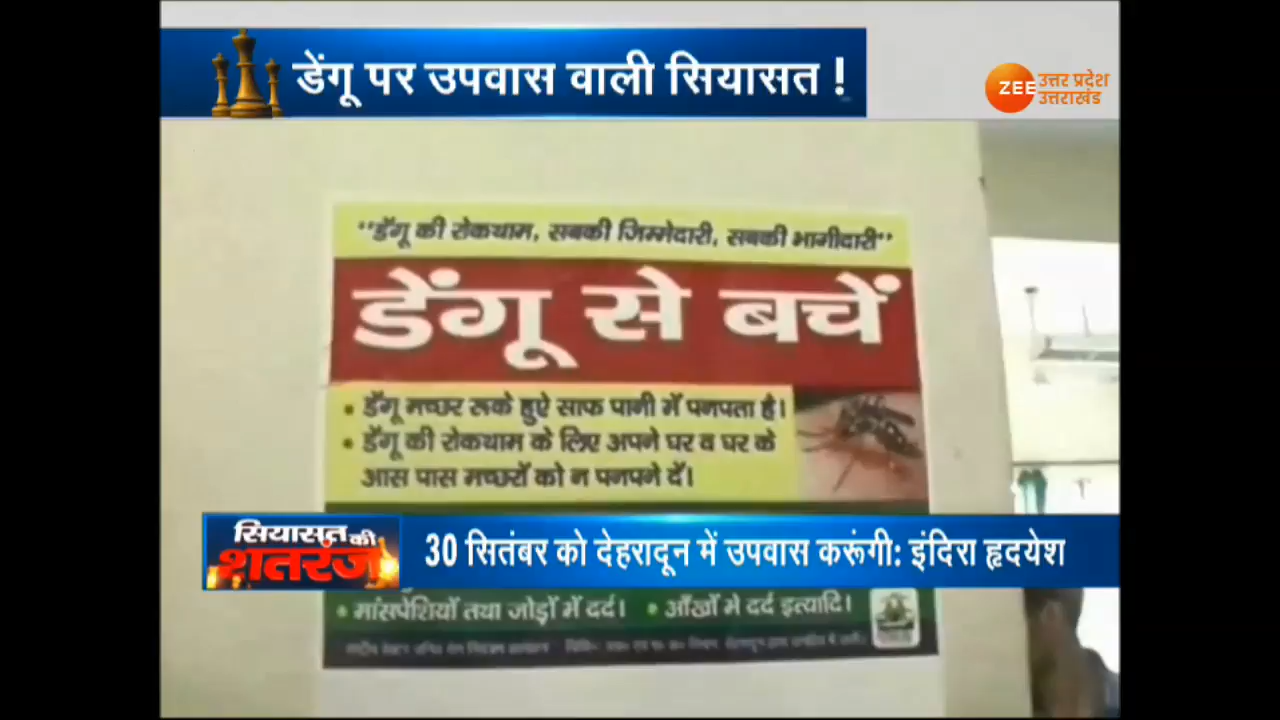 डेंगू पर उपवास वाली सियासत !
ZEE उत्तर प्रदेश
उत्तराखंड
"डेंगू की रोकथाम, सबकी जिम्मेदारी, सबकी भागीदारी"
डेंगू से बचें
• डेंगू मच्छर रूके हुऐ साफ पानी में पनपता है।
• डेंगू की रोकथाम के लिए अपने घर व घर के
आस पास मच्छरों को न पनपने दें।
सियासत की
शतरंज
30 सितंबर को देहरादून में उपवास करूंगी: इंदिरा हृदयेश
• मांसपेशियों तथा जोड़ों में दर्द। • आँखों मे दर्द इत्यादि।